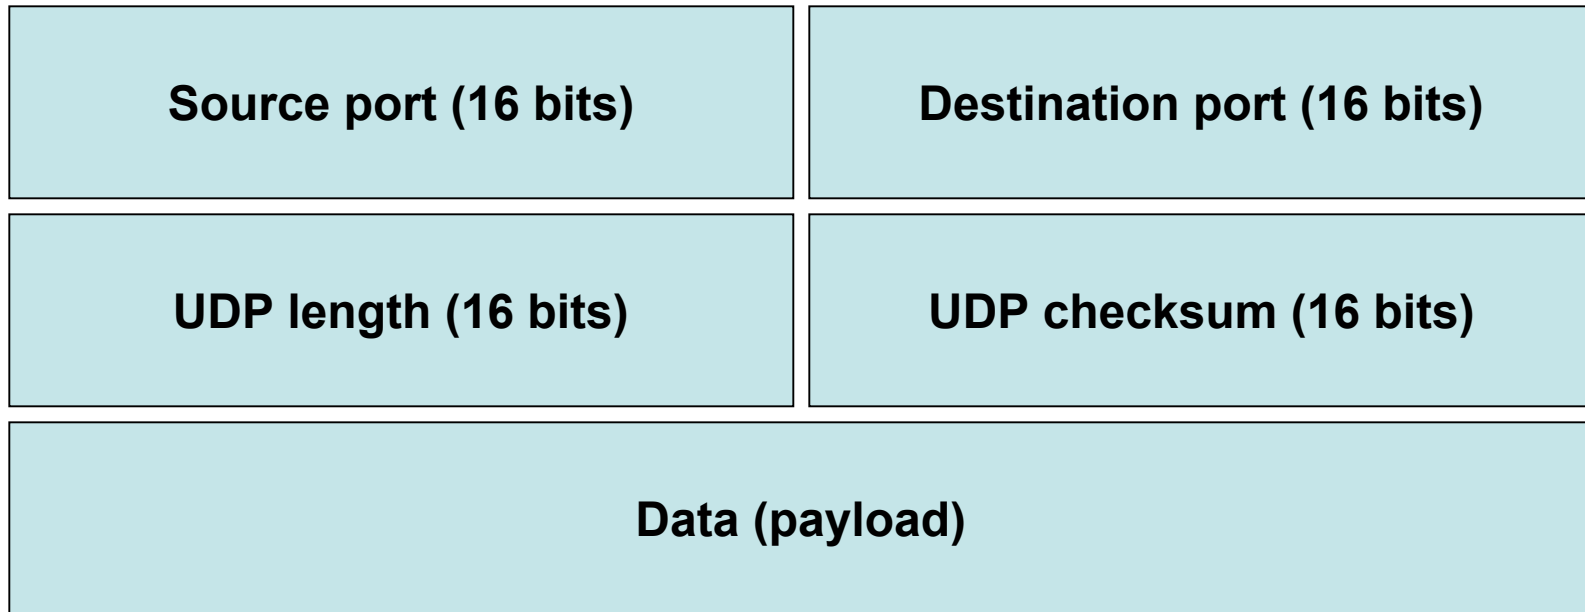 Source port (16 bits)
Destination port (16 bits)
UDP length (16 bits)
UDP checksum (16 bits)
Data (payload)